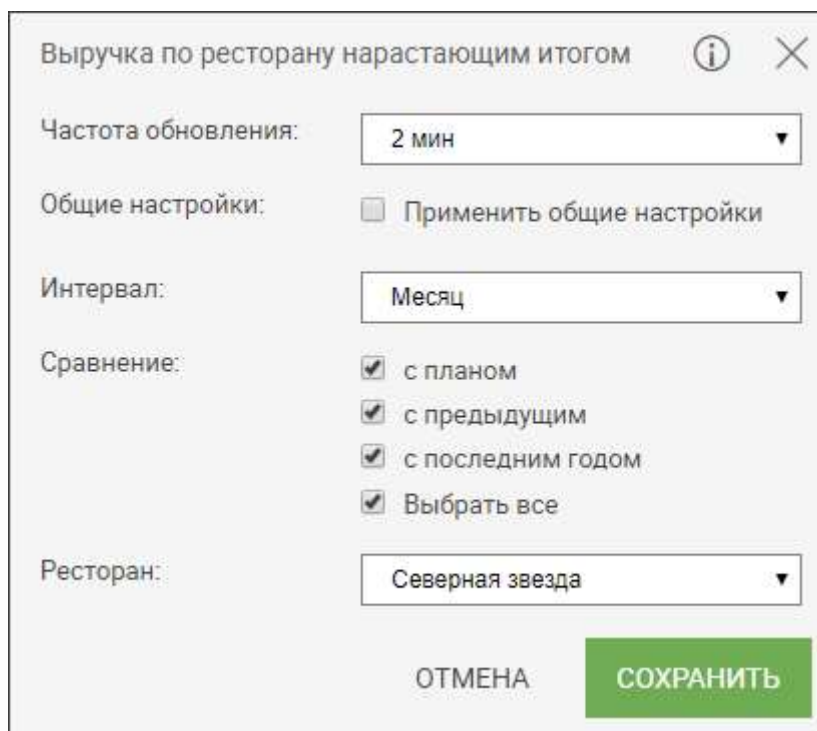 Выручка по ресторану нарастающим итогом
Частота обновления: 2 мин
Общие настройки: Применить общие настройки
Интервал: Месяц
Сравнение: с планом
с предыдущим
с последним годом
Выбрать все
Ресторан: Северная звезда
ОТМЕНА СОХРАНИТЬ